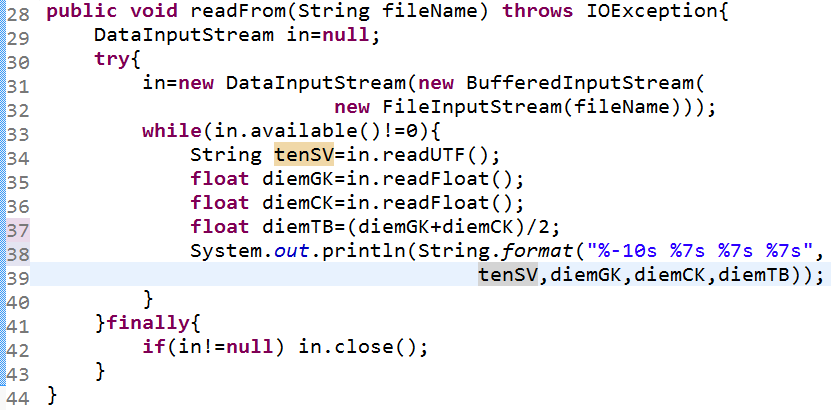 28 public void readFrom(String fileName) throws IOException{
29     DataInputStream in=null;
30     try{
31         in=new DataInputStream(new BufferedInputStream(
32                         new FileInputStream(fileName)));
33         while(in.available()!=0){
34             String tenSV=in.readUTF();
35             float diemGK=in.readFloat();
36             float diemCK=in.readFloat();
37             float diemTB=(diemGK+diemCK)/2;
38             System.out.println(String.format("%-10s %7s %7s %7s",
39                                     tenSV,diemGK,diemCK,diemTB));
40         }
41     }finally{
42         if(in!=null) in.close();
43     }
44 }